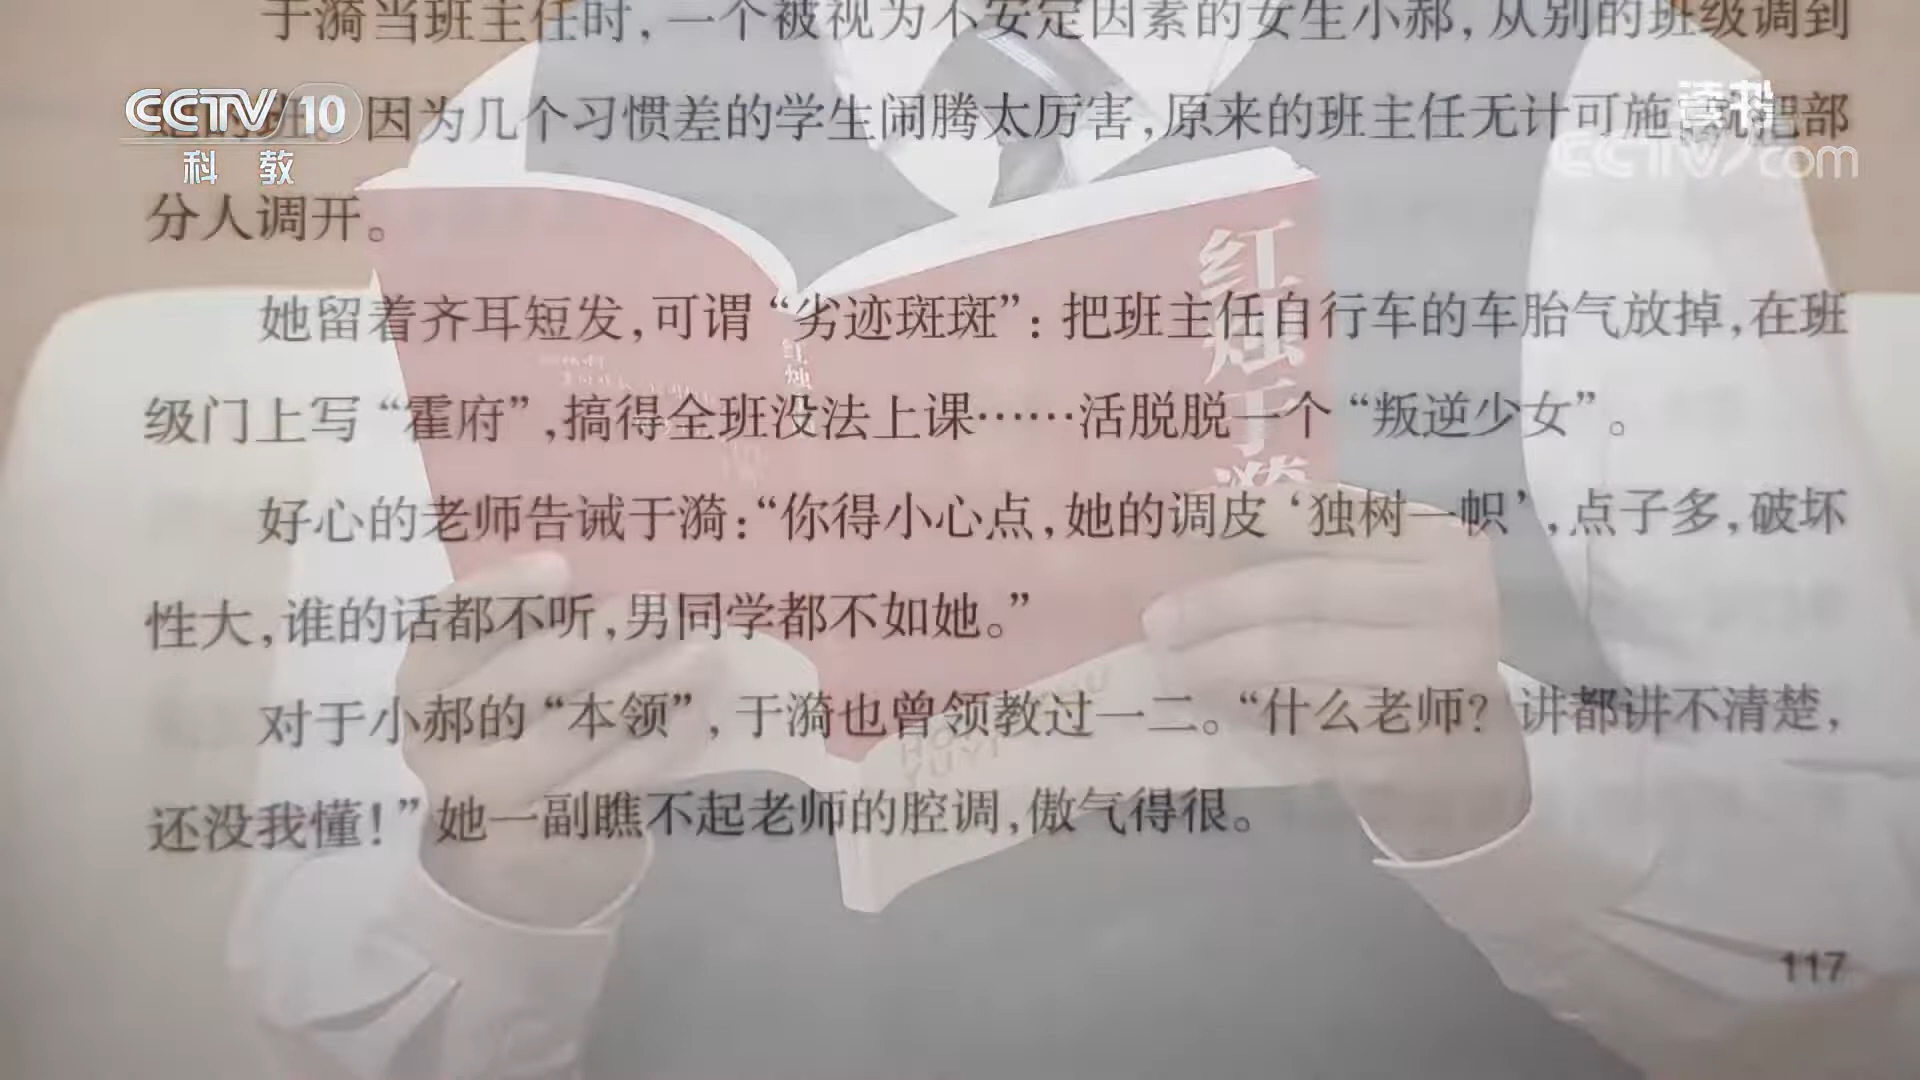 于漪当班主任时,一个被视为不安定因素的女生小郝,从别的班级调到
CCTV 10
科教
读书
CCTV.com
的班。因为几个习惯差的学生闹腾太厉害,原来的班主任无计可施,就把部
分人调开。
她留着齐耳短发,可谓“劣迹斑斑”:把班主任自行车的车胎气放掉,在班
级门上写“霍府”,搞得全班没法上课……活脱脱一个“叛逆少女”。
好心的老师告诫于漪:“你得小心点,她的调皮‘独树一帜’,点子多,破坏
性大,谁的话都不听,男同学都不如她。”
对于小郝的“本领”,于漪也曾领教过一二。“什么老师?讲都讲不清楚,
还没我懂!”她一副瞧不起老师的腔调,傲气得很。
117
红烛于漪
红烛
YUYI